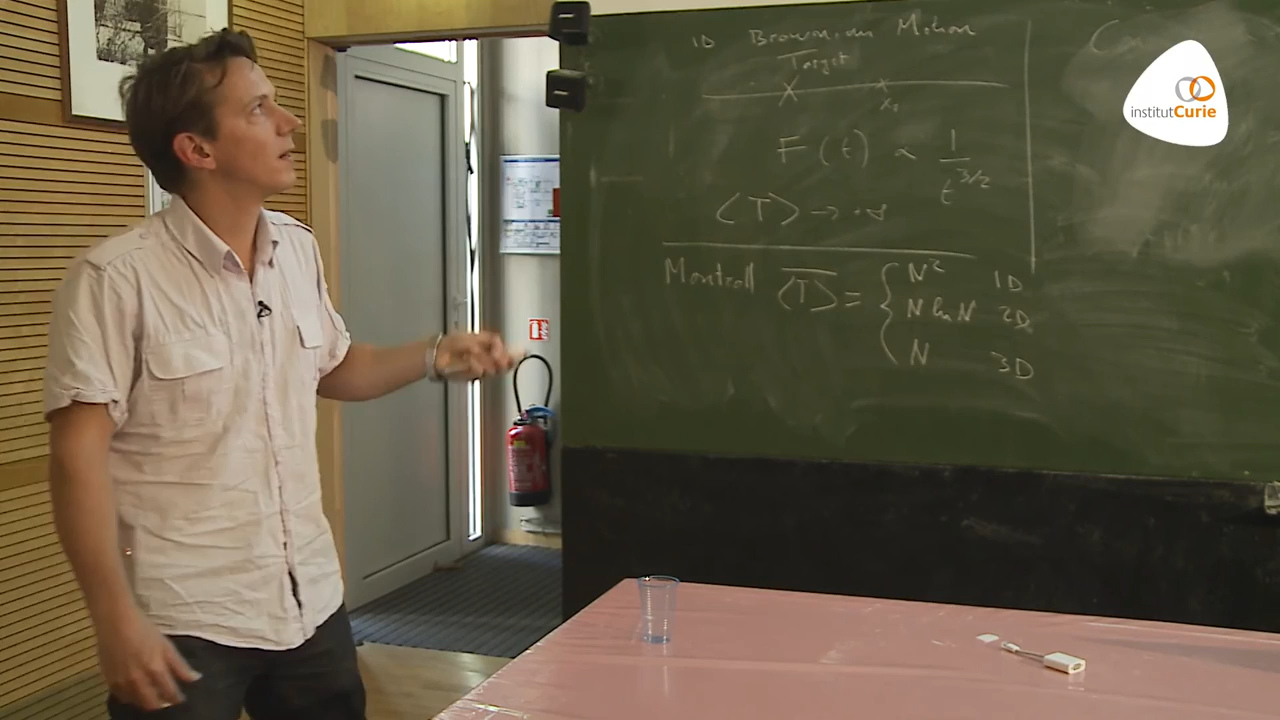 1D Brownian Motion
Target
x x
x₀
F(t) ∝ 1/t^{3/2}
<T> → +∞
Montroll <T>‾ = { N² 1D
N ln N 2D
N 3D
institutCurie